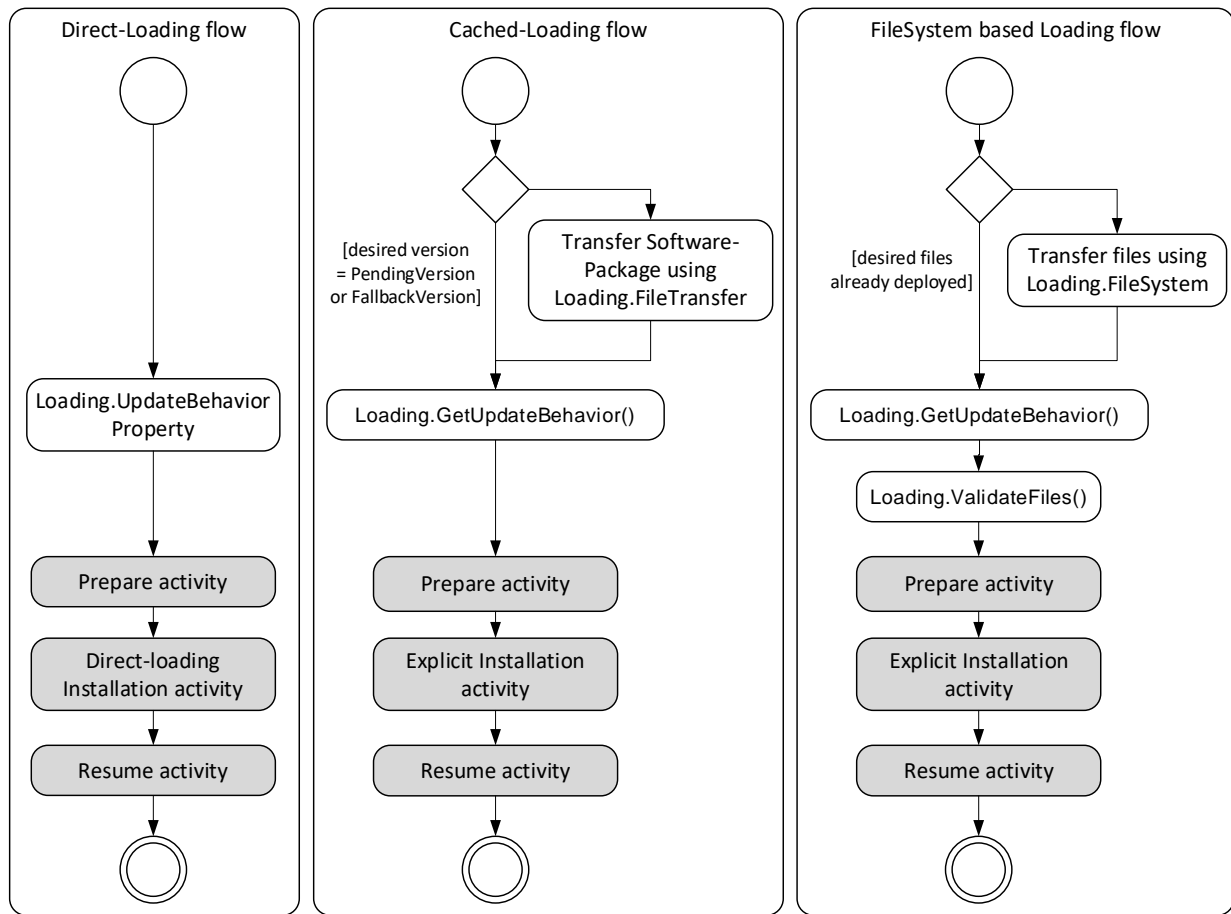 Direct-Loading flow
Loading.UpdateBehavior
Property
Prepare activity
Direct-loading
Installation activity
Resume activity
Cached-Loading flow
[desired version
= PendingVersion
or FallbackVersion]
Transfer Software-
Package using
Loading.FileTransfer
Loading.GetUpdateBehavior()
Prepare activity
Explicit Installation
activity
Resume activity
FileSystem based Loading flow
[desired files
already deployed]
Transfer files using
Loading.FileSystem
Loading.GetUpdateBehavior()
Loading.ValidateFiles()
Prepare activity
Explicit Installation
activity
Resume activity